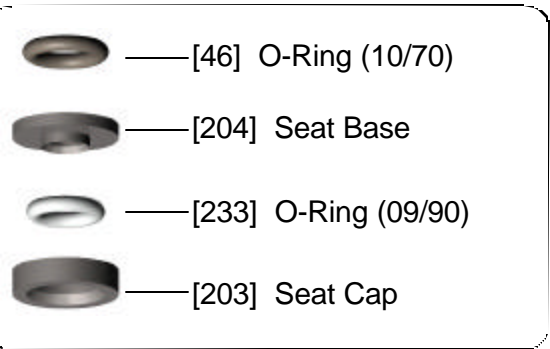 [46] O-Ring (10/70)
[204] Seat Base
[233] O-Ring (09/90)
[203] Seat Cap